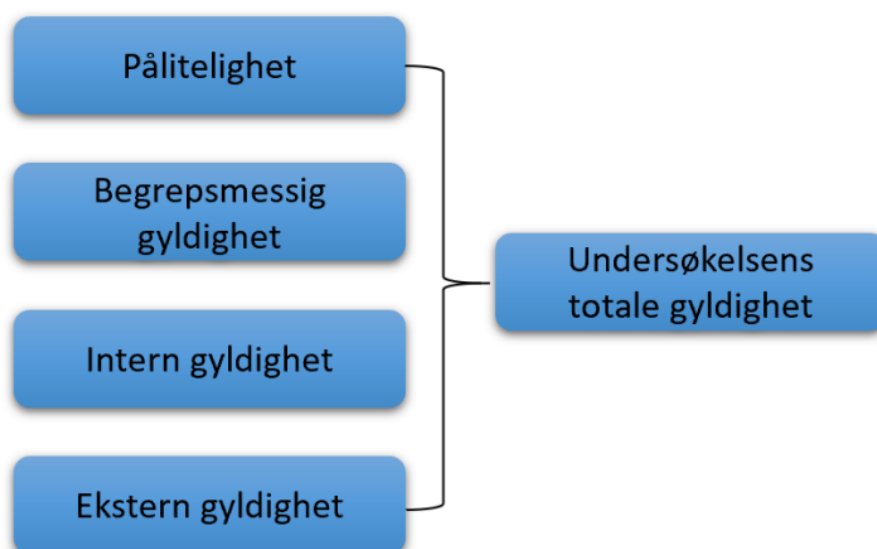 Pålitelighet
Begrepsmessig
gyldighet
Intern gyldighet
Ekstern gyldighet
Undersøkelsens
totale gyldighet